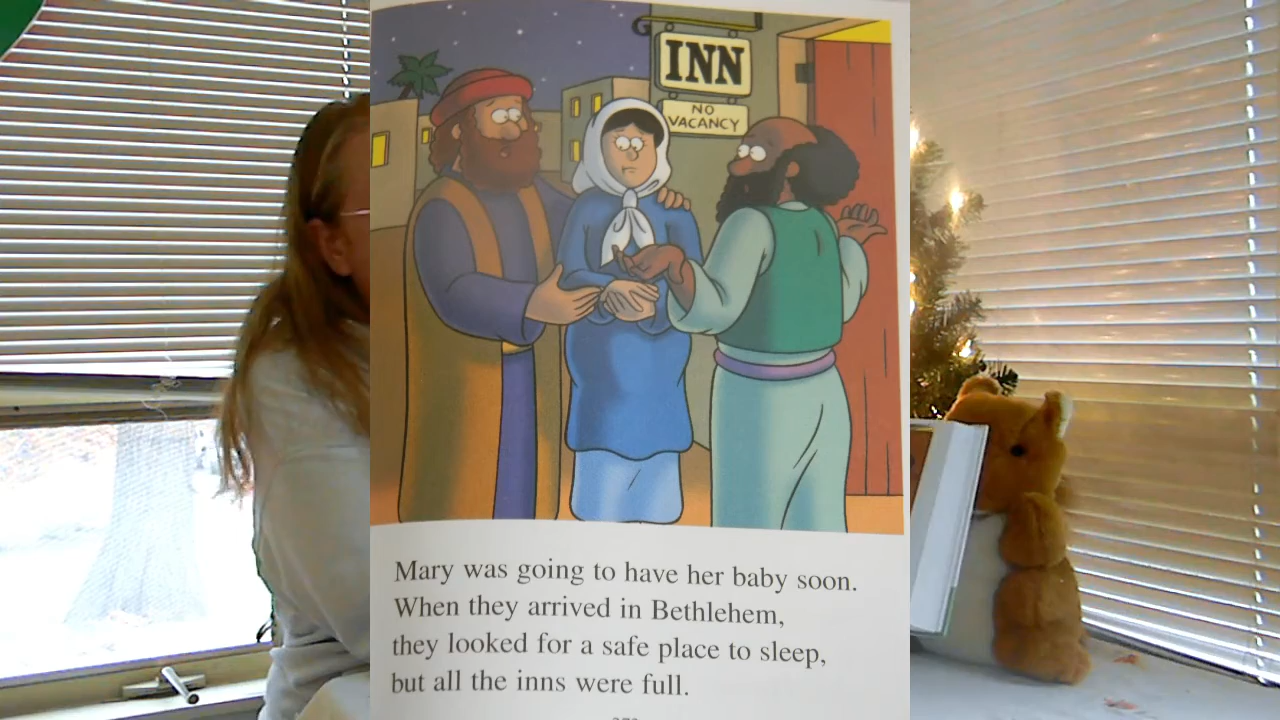 INN
NO
VACANCY
Mary was going to have her baby soon.
When they arrived in Bethlehem,
they looked for a safe place to sleep,
but all the inns were full.